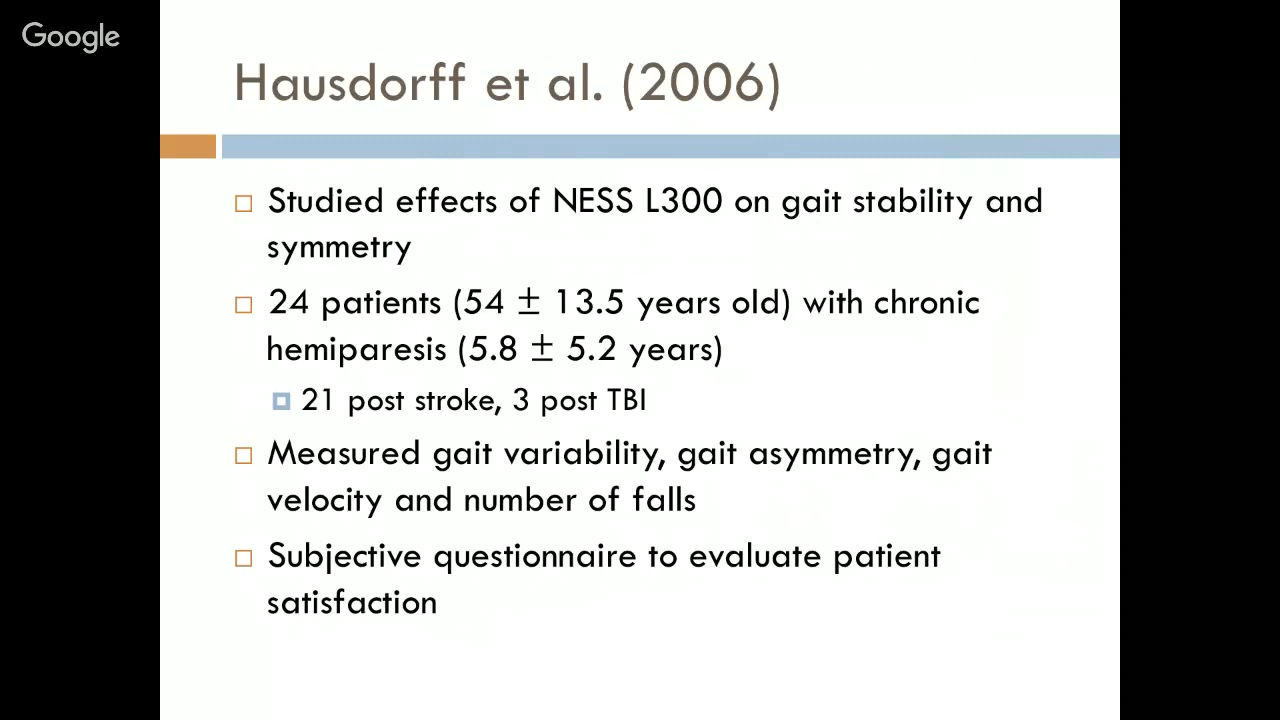 Google
Hausdorff et al. (2006)
Studied effects of NESS L300 on gait stability and
symmetry
24 patients (54 ± 13.5 years old) with chronic
hemiparesis (5.8 ± 5.2 years)
21 post stroke, 3 post TBI
Measured gait variability, gait asymmetry, gait
velocity and number of falls
Subjective questionnaire to evaluate patient
satisfaction